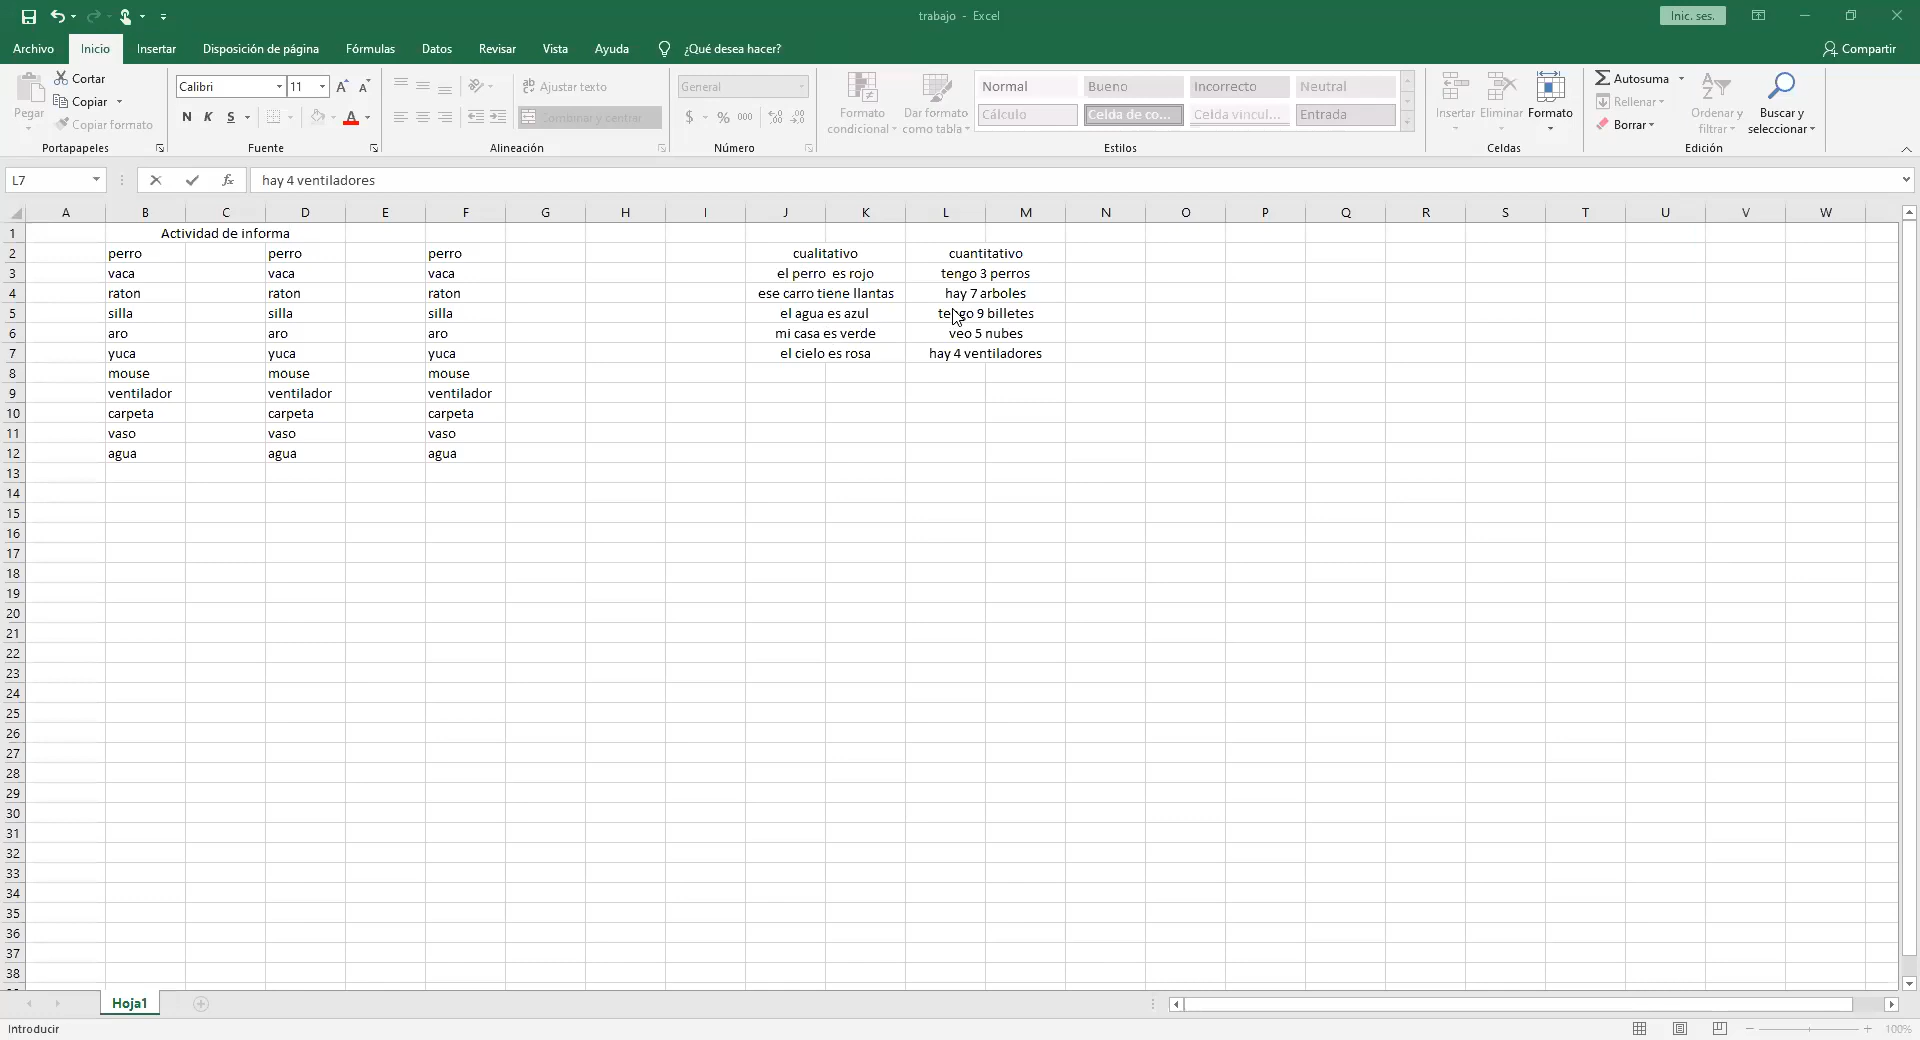 trabajo - Excel
Inic. ses.
Archivo Inicio Insertar Disposición de página Fórmulas Datos Revisar Vista Ayuda ¿Qué desea hacer? Compartir
Pegar
Cortar
Copiar
Copiar formato
Portapapeles
Calibri 11
N K S
Fuente
Ajustar texto
Combinar y centrar
Alineación
General
$ % 000
Número
Formato condicional
Dar formato como tabla
Normal Bueno Incorrecto Neutral
Cálculo Celda de co... Celda vincul... Entrada
Estilos
Insertar Eliminar Formato
Celdas
Autosuma
Rellenar
Borrar
Ordenar y filtrar
Buscar y seleccionar
Edición
L7 fx hay 4 ventiladores
A B C D E F G H I J K L M N O P Q R S T U V W
1 Actividad de informa
2 perro perro perro cualitativo cuantitativo
3 vaca vaca vaca el perro  es rojo tengo 3 perros
4 raton raton raton ese carro tiene llantas hay 7 arboles
5 silla silla silla el agua es azul tengo 9 billetes
6 aro aro aro mi casa es verde veo 5 nubes
7 yuca yuca yuca el cielo es rosa hay 4 ventiladores
8 mouse mouse mouse
9 ventilador ventilador ventilador
10 carpeta carpeta carpeta
11 vaso vaso vaso
12 agua agua agua
13
14
15
16
17
18
19
20
21
22
23
24
25
26
27
28
29
30
31
32
33
34
35
36
37
38
Hoja1
Introducir
100%